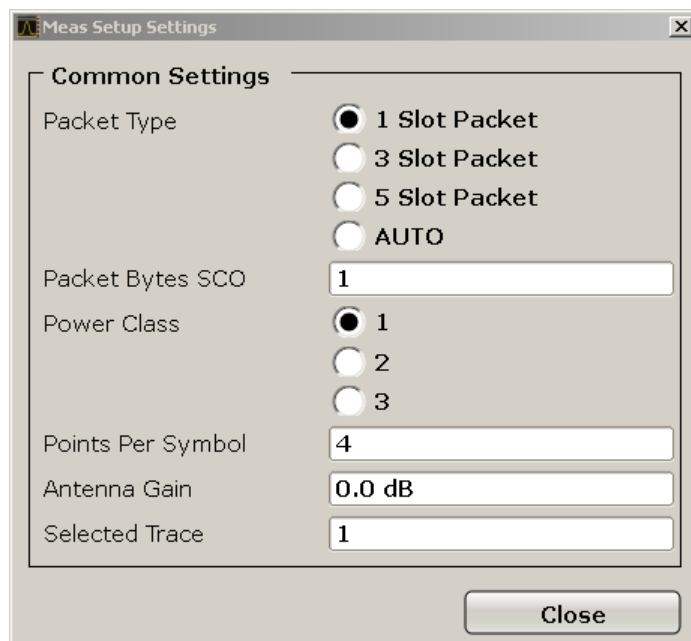 Meas Setup Settings
Common Settings
Packet Type
1 Slot Packet
3 Slot Packet
5 Slot Packet
AUTO
Packet Bytes SCO
1
Power Class
1
2
3
Points Per Symbol
4
Antenna Gain
0.0 dB
Selected Trace
1
Close